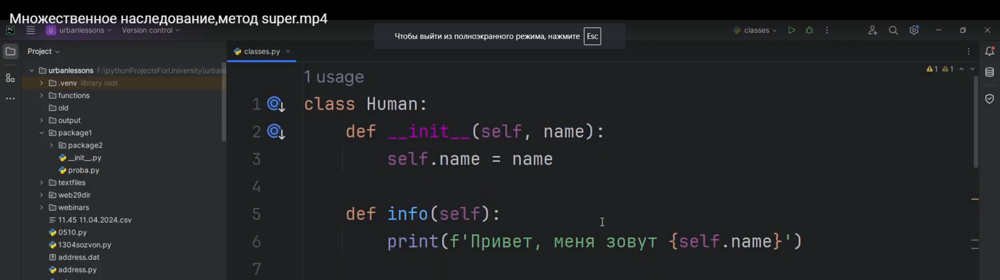 Множественное наследование,метод super.mp4
U urbanlessons Version control
Чтобы выйти из полноэкранного режима, нажмите Esc
classes
Project
classes.py
urbanlessons F:\pythonProjectsForUniversity\urbanl
.venv library root
functions
old
output
package1
package2
__init__.py
proba.py
textfiles
web29dir
webinars
11.45 11.04.2024.csv
0510.py
1304sozvon.py
address.dat
address.py
1 1
1 usage
1 class Human:
2 def __init__(self, name):
3 self.name = name
4
5 def info(self):
6 print(f'Привет, меня зовут {self.name}')
7